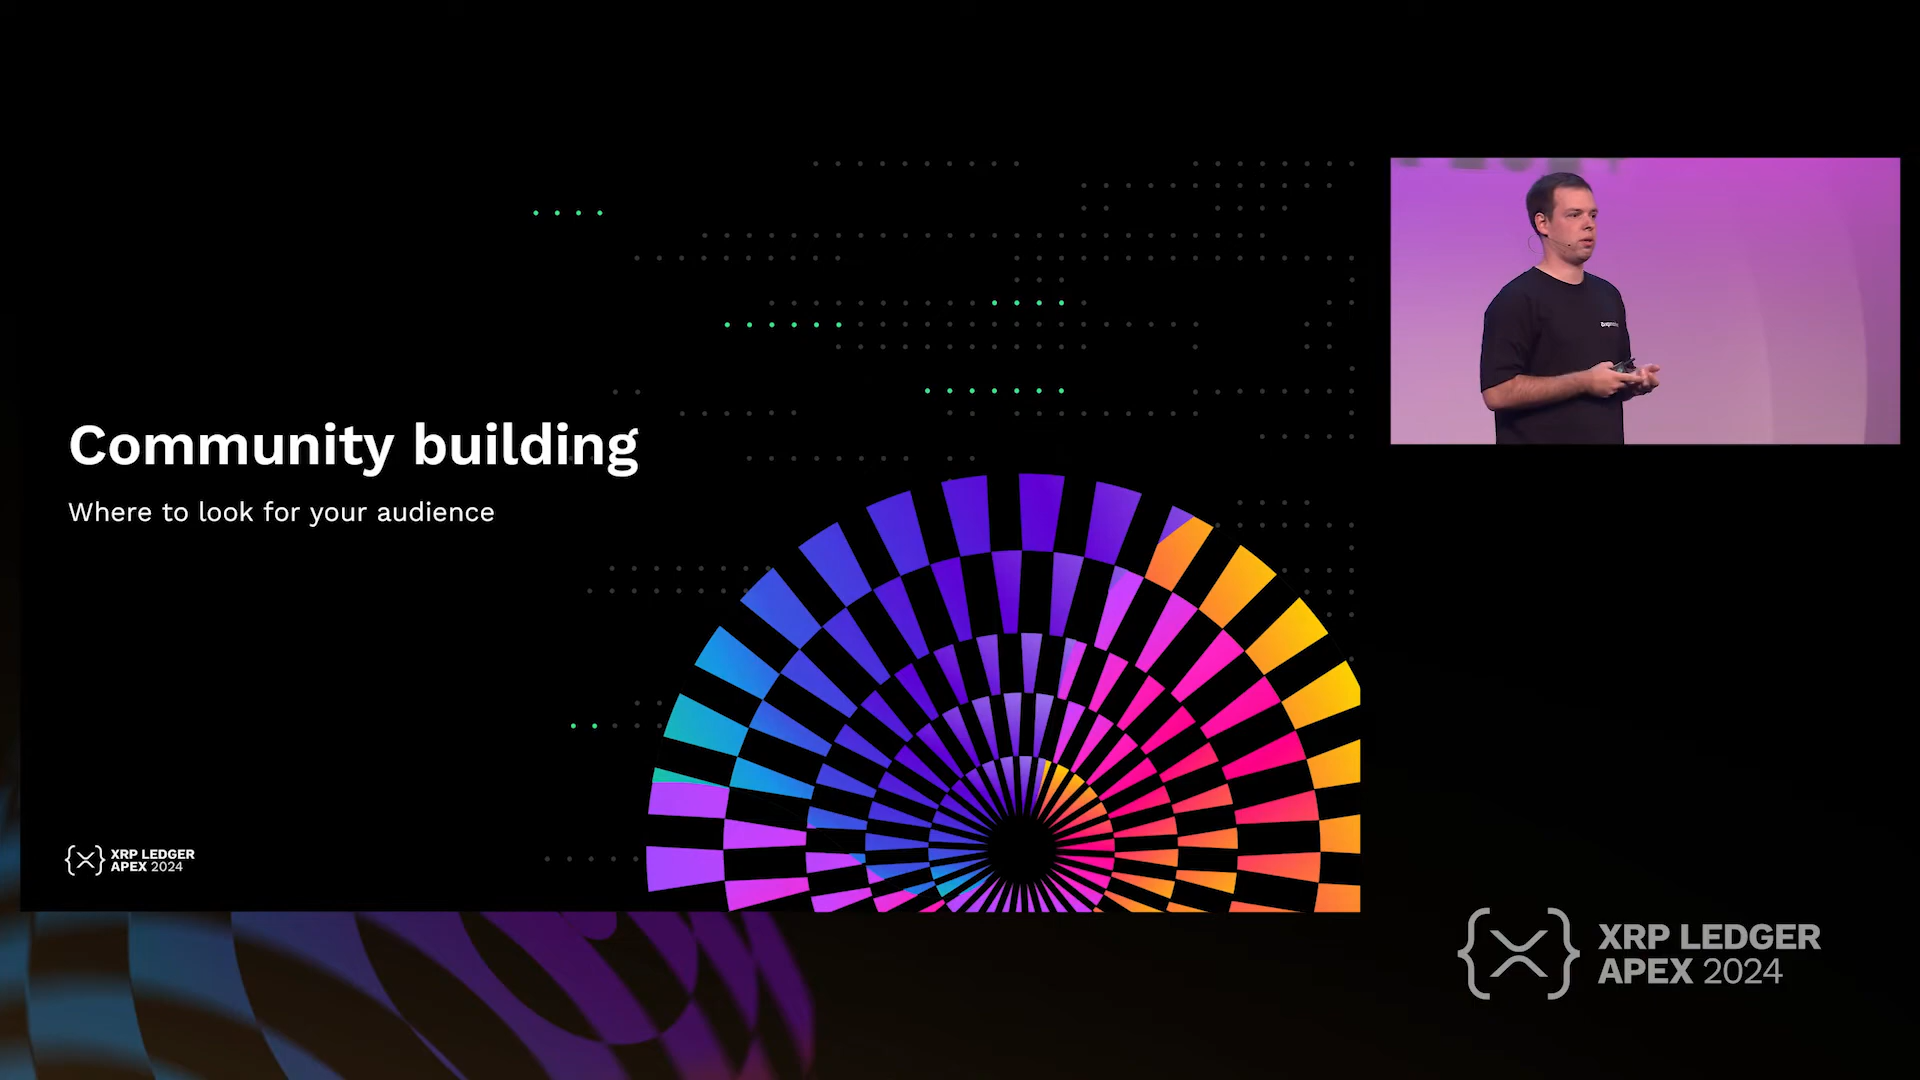 Community building
Where to look for your audience
XRP LEDGER
APEX 2024
XRP LEDGER
APEX 2024